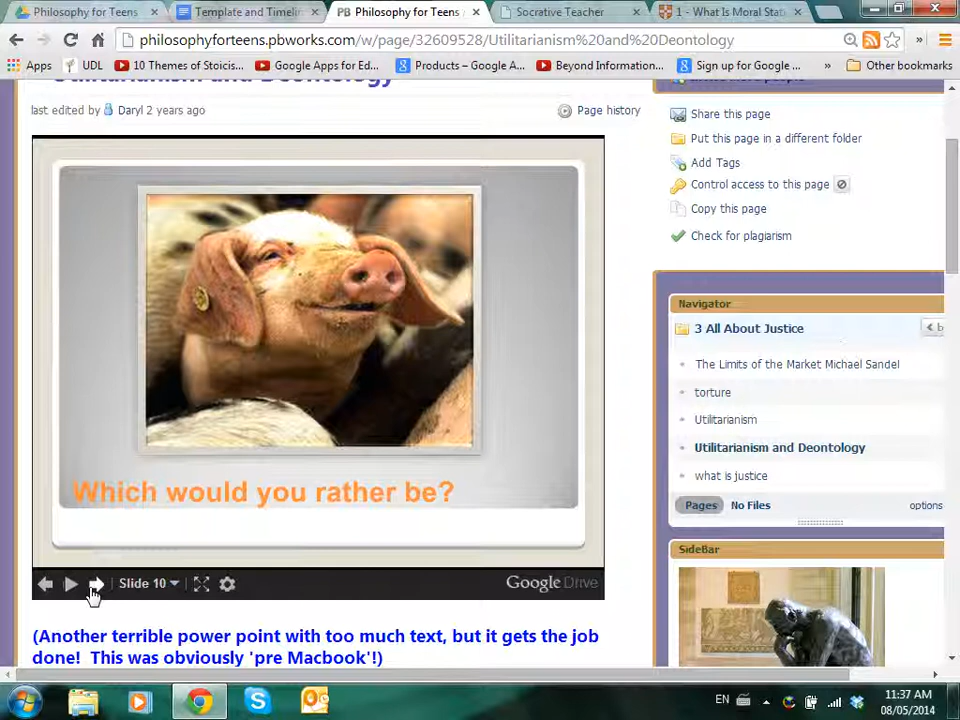 Philosophy for Teens
Template and Timelin
PB Philosophy for Teens
Socrative Teacher
1 - What Is Moral Stat
philosophyforteens.pbworks.com/w/page/32609528/Utilitarianism%20and%20Deontology
Apps
UDL
10 Themes of Stoicis...
Google Apps for Ed...
Products – Google A...
Beyond Information...
Sign up for Google ...
»
Other bookmarks
Utilitarianism and Deontology
last edited by Daryl 2 years ago
Page history
Share this page
Put this page in a different folder
Add Tags
Control access to this page
Copy this page
Check for plagiarism
Which would you rather be?
Slide 10
Google Drive
(Another terrible power point with too much text, but it gets the job
done! This was obviously 'pre Macbook'!)
Navigator
3 All About Justice
b
The Limits of the Market Michael Sandel
torture
Utilitarianism
Utilitarianism and Deontology
what is justice
Pages
No Files
options
SideBar
EN
11:37 AM
08/05/2014